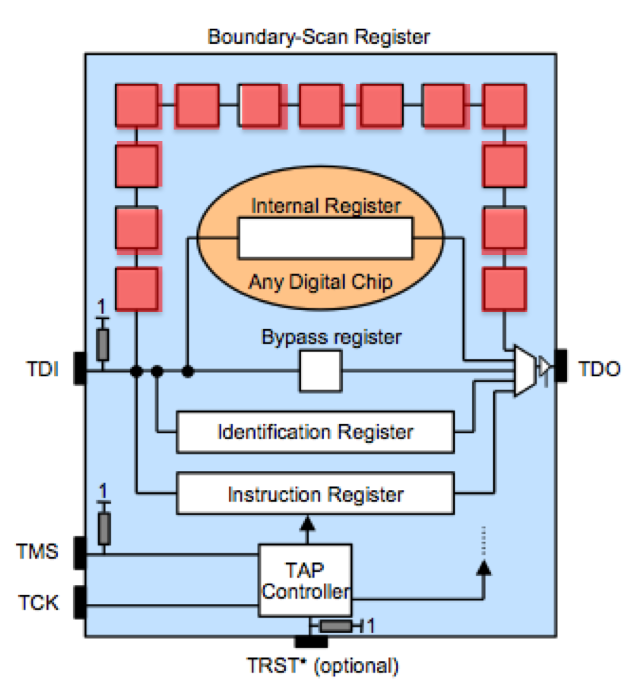 Boundary-Scan Register
Internal Register
Any Digital Chip
1
Bypass register
TDI
TDO
Identification Register
Instruction Register
1
TMS
TAP
Controller
TCK
1
TRST* (optional)